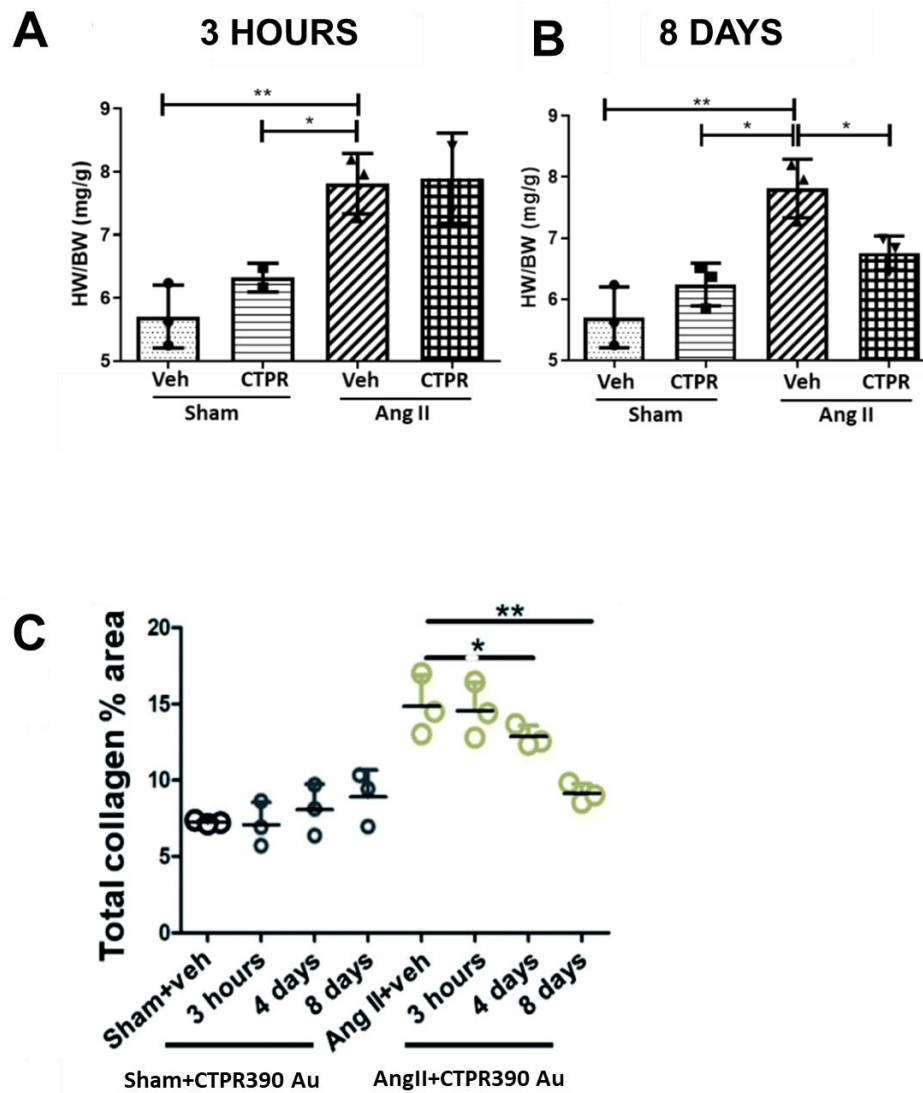 A
3 HOURS
HW/BW (mg/g)
9
8
7
6
5
**
*
Veh
CTPR
Veh
CTPR
Sham
Ang II
B
8 DAYS
HW/BW (mg/g)
9
8
7
6
5
**
*
*
Veh
CTPR
Veh
CTPR
Sham
Ang II
C
Total collagen % area
20
15
10
5
0
**
*
Sham+veh
3 hours
4 days
8 days
Ang II+veh
3 hours
4 days
8 days
Sham+CTPR390 Au
AngII+CTPR390 Au